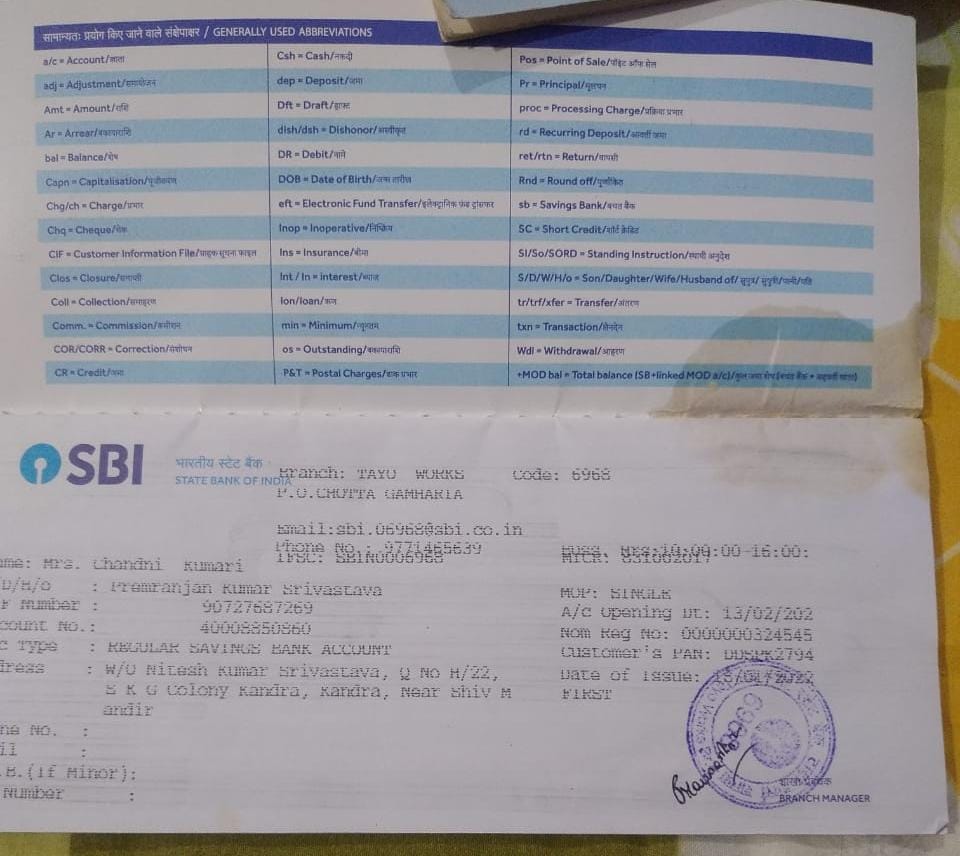 सामान्यतः प्रयोग किए जाने वाले संक्षेपाक्षर / GENERALLY USED ABBREVIATIONS
a/c = Account/खाता
adj = Adjustment/समायोजन
Amt = Amount/राशि
Ar = Arrear/बकायाराशि
bal = Balance/शेष
Capn = Capitalisation/पूंजीकरण
Chg/ch = Charge/प्रभार
Chq = Cheque/चेक
CIF = Customer Information File/ग्राहक सूचना फाइल
Clos = Closure/समाप्ती
Coll = Collection/समाहरण
Comm. = Commission/कमीशन
COR/CORR = Correction/संशोधन
CR = Credit/जमा
Csh = Cash/नकदी
dep = Deposit/जमा
Dft = Draft/ड्राफ्ट
dish/dsh = Dishonor/अस्वीकृत
DR = Debit/नामे
DOB = Date of Birth/जन्म तारीख
eft = Electronic Fund Transfer/इलेक्ट्रानिक फंड ट्रांसफर
Inop = Inoperative/निष्क्रिय
Ins = Insurance/बीमा
Int / In = interest/ब्याज
lon/loan/ऋण
min = Minimum/न्यूनतम
os = Outstanding/बकायाराशि
P&T = Postal Charges/डाक प्रभार
Pos = Point of Sale/पॉइंट ऑफ सेल
Pr = Principal/मूलधन
proc = Processing Charge/प्रक्रिया प्रभार
rd = Recurring Deposit/आवर्ती जमा
ret/rtn = Return/वापसी
Rnd = Round off/पूर्णांकित
sb = Savings Bank/बचत बैंक
SC = Short Credit/शॉर्ट क्रेडिट
SI/So/SORD = Standing Instruction/स्थायी अनुदेश
S/D/W/H/o = Son/Daughter/Wife/Husband of/ सुपुत्र/ सुपुत्री/पत्नी/पति
tr/trf/xfer = Transfer/अंतरण
txn = Transaction/लेनदेन
Wdl = Withdrawal/आहरण
+MOD bal = Total balance (SB+linked MOD a/c)/कुल जमा शेष (बचत बैंक +
SBI
भारतीय स्टेट बैंक
STATE BANK OF INDIA
Branch: TAYO WORKS Code: 6968
P.O.CHOTTA GAMHARIA
Email:sbi.06968@sbi.co.in
Phone No.: 9771465639
IFSC: SBIN0006968
ame: Mrs. Chandni Kumari
D/H/o : Premranjan Kumar Srivastava MOP: SINGLE
F Number : 90727687269 A/c Opening Dt: 13/02/202
count No.: 40008850860 Nom Reg No: 0000000324545
c Type : REGULAR SAVINGS BANK ACCOUNT Customer's PAN:
dress : W/O Nitesh Kumar Srivastava, Q No H/22, Date of Issue:
S K G Colony Kandra, Kandra, Near Shiv M FIRST
andir
ne No. :
il :
.B.(If Minor):
Number :
शाखा प्रबंधक
BRANCH MANAGER